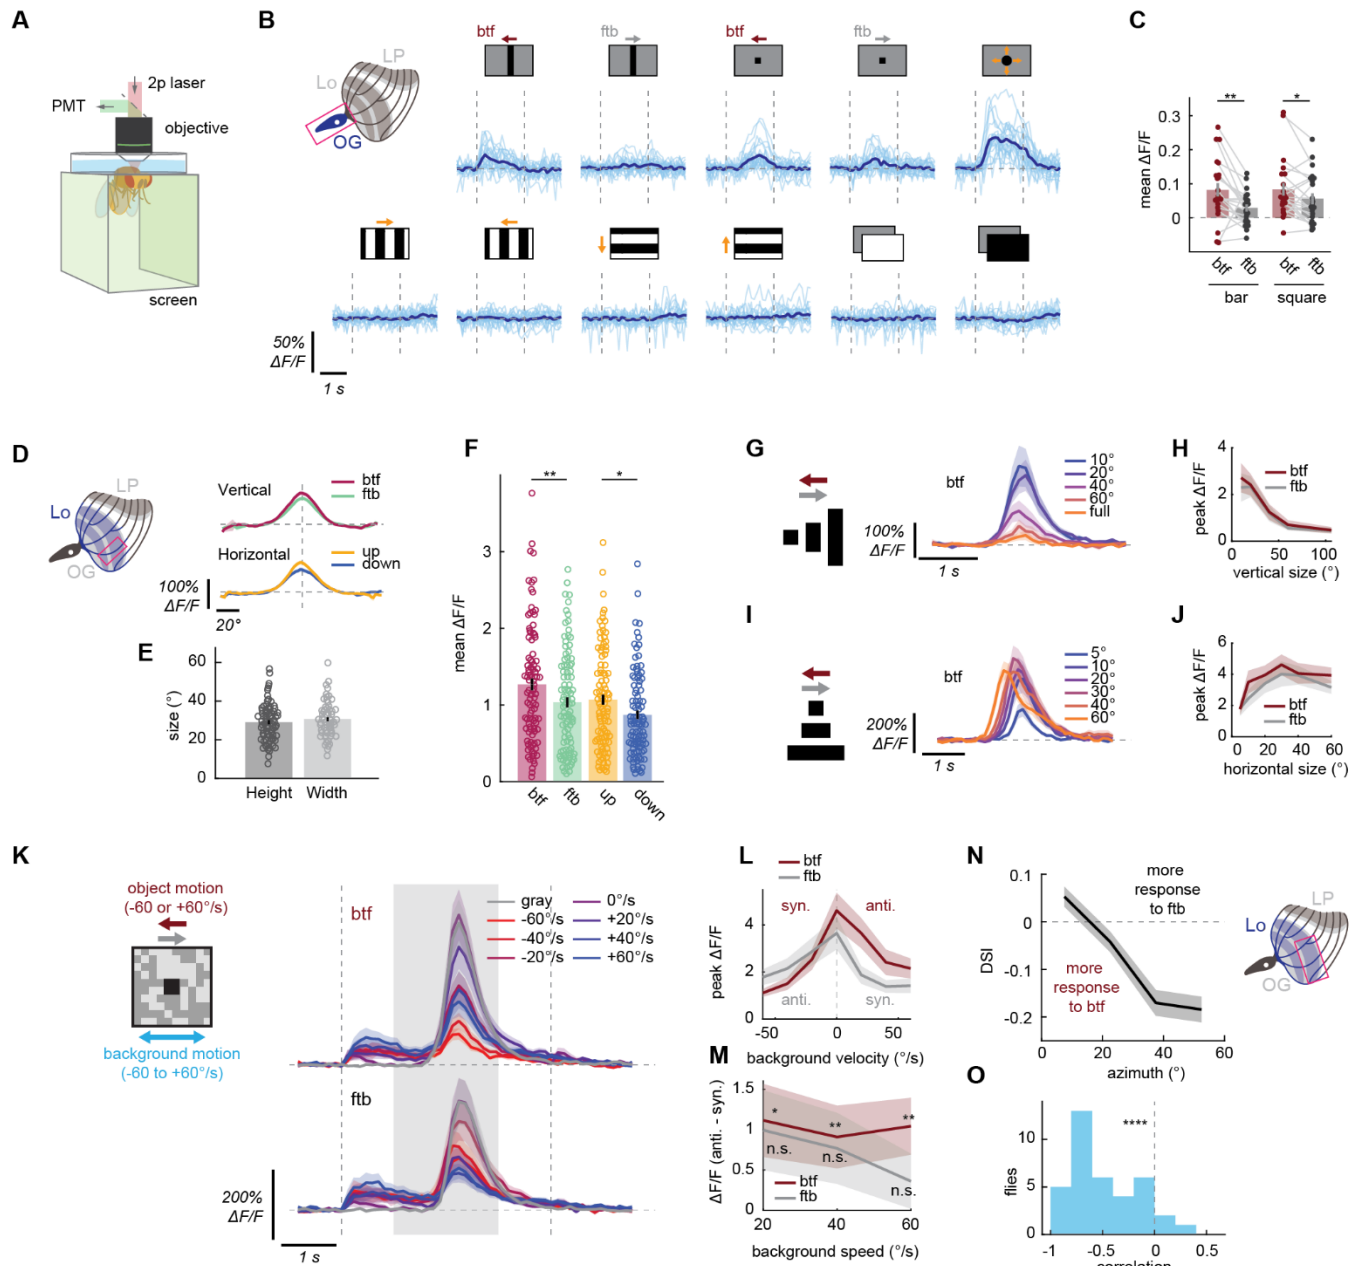 A
2p laser
PMT
objective
screen
B
LP
Lo
OG
btf
ftb
btf
ftb
50%
ΔF/F
1 s
C
**
*
mean ΔF/F
0.3
0.2
0.1
0
btf ftb btf ftb
bar square
D
LP
Lo
OG
Vertical
btf
ftb
Horizontal
up
down
100%
ΔF/F
20°
E
size (°)
60
40
20
0
Height Width
F
**
*
mean ΔF/F
3
2
1
0
btf ftb up down
G
btf
10°
20°
40°
60°
full
100%
ΔF/F
1 s
H
peak ΔF/F
4
2
0
btf
ftb
0 50 100
vertical size (°)
I
btf
5°
10°
20°
30°
40°
60°
200%
ΔF/F
1 s
J
peak ΔF/F
6
4
2
0
btf
ftb
0 20 40 60
horizontal size (°)
K
object motion
(-60 or +60°/s)
background motion
(-60 to +60°/s)
btf
gray 0°/s
-60°/s +20°/s
-40°/s +40°/s
-20°/s +60°/s
ftb
200%
ΔF/F
1 s
L
btf
ftb
syn. anti.
anti. syn.
peak ΔF/F
4
2
0
-50 0 50
background velocity (°/s)
M
ΔF/F (anti. - syn.)
1.5
1
0.5
0
* ** **
n.s. n.s. n.s.
btf
ftb
20 40 60
background speed (°/s)
N
0.1
0
-0.1
-0.2
DSI
more
response
to ftb
more
response
to btf
0 20 40 60
azimuth (°)
LP
Lo
OG
O
****
flies
10
5
0
-1 -0.5 0 0.5
correlation